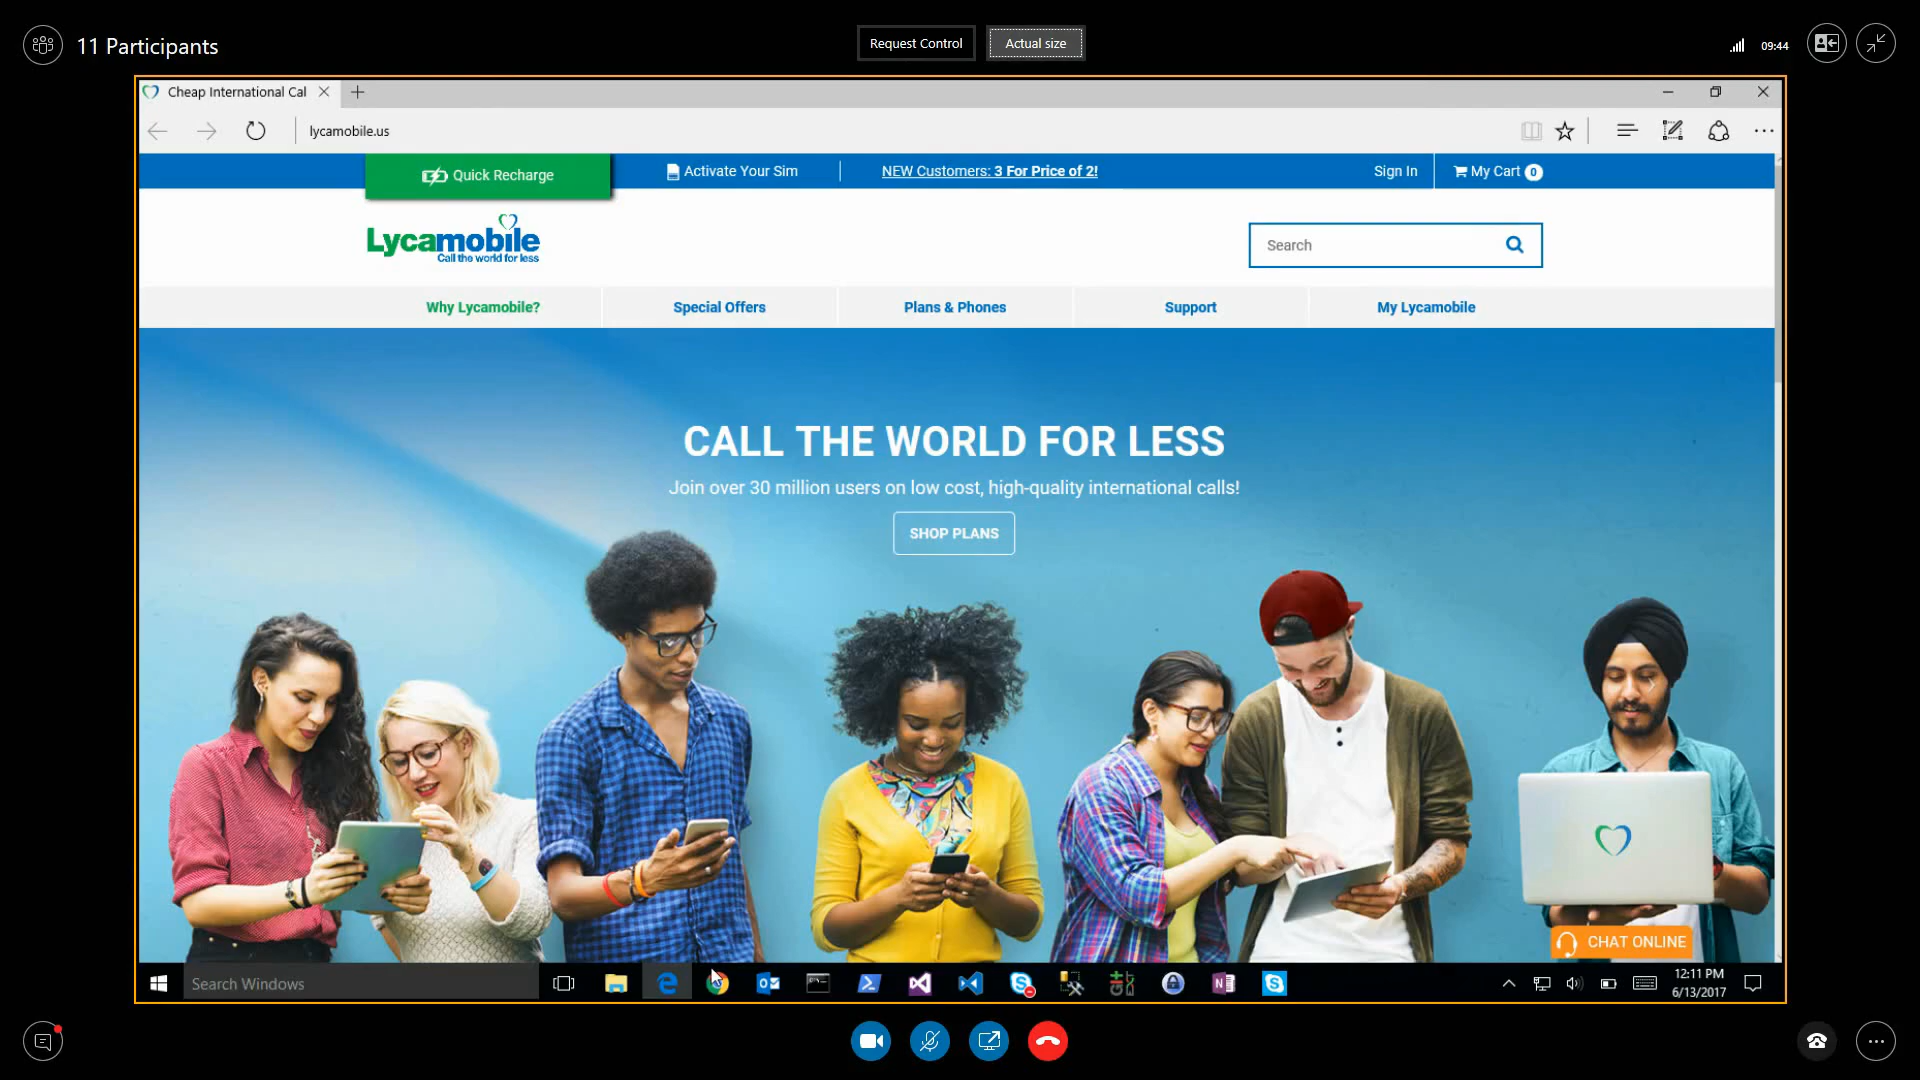 11 Participants
Request Control
Actual size
09:44
Cheap International Cal
lycamobile.us
Quick Recharge
Activate Your Sim
NEW Customers: 3 For Price of 2!
Sign In
My Cart 0
Lycamobile
Call the world for less
Search
Why Lycamobile?
Special Offers
Plans & Phones
Support
My Lycamobile
CALL THE WORLD FOR LESS
Join over 30 million users on low cost, high-quality international calls!
SHOP PLANS
CHAT ONLINE
Search Windows
12:11 PM
6/13/2017